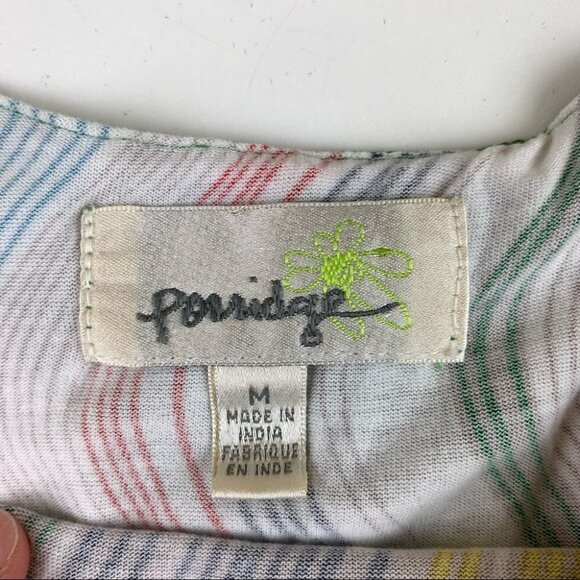 Porridge
M
MADE IN
INDIA
FABRIQUE
EN INDE